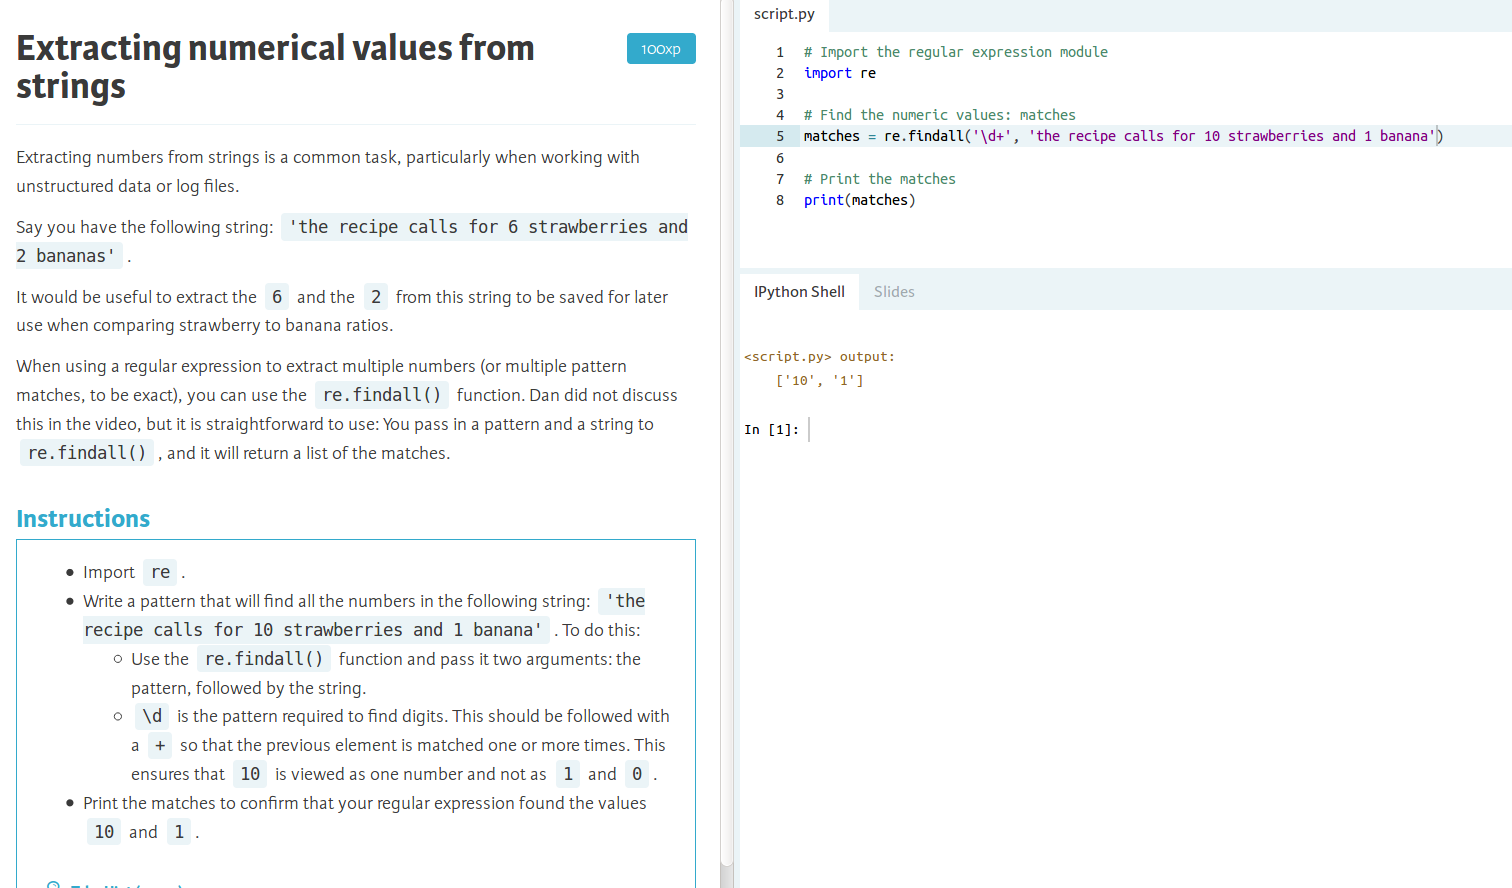 Extracting numerical values from
strings
100xp
Extracting numbers from strings is a common task, particularly when working with
unstructured data or log files.
Say you have the following string: 'the recipe calls for 6 strawberries and
2 bananas' .
It would be useful to extract the 6 and the 2 from this string to be saved for later
use when comparing strawberry to banana ratios.
When using a regular expression to extract multiple numbers (or multiple pattern
matches, to be exact), you can use the re.findall() function. Dan did not discuss
this in the video, but it is straightforward to use: You pass in a pattern and a string to
re.findall() , and it will return a list of the matches.
Instructions
• Import re .
• Write a pattern that will find all the numbers in the following string: 'the
recipe calls for 10 strawberries and 1 banana' . To do this:
○ Use the re.findall() function and pass it two arguments: the
pattern, followed by the string.
○ \d is the pattern required to find digits. This should be followed with
a + so that the previous element is matched one or more times. This
ensures that 10 is viewed as one number and not as 1 and 0 .
• Print the matches to confirm that your regular expression found the values
10 and 1 .
script.py
1 # Import the regular expression module
2 import re
3
4 # Find the numeric values: matches
5 matches = re.findall('\d+', 'the recipe calls for 10 strawberries and 1 banana')
6
7 # Print the matches
8 print(matches)
IPython Shell Slides
<script.py> output:
['10', '1']
In [1]: